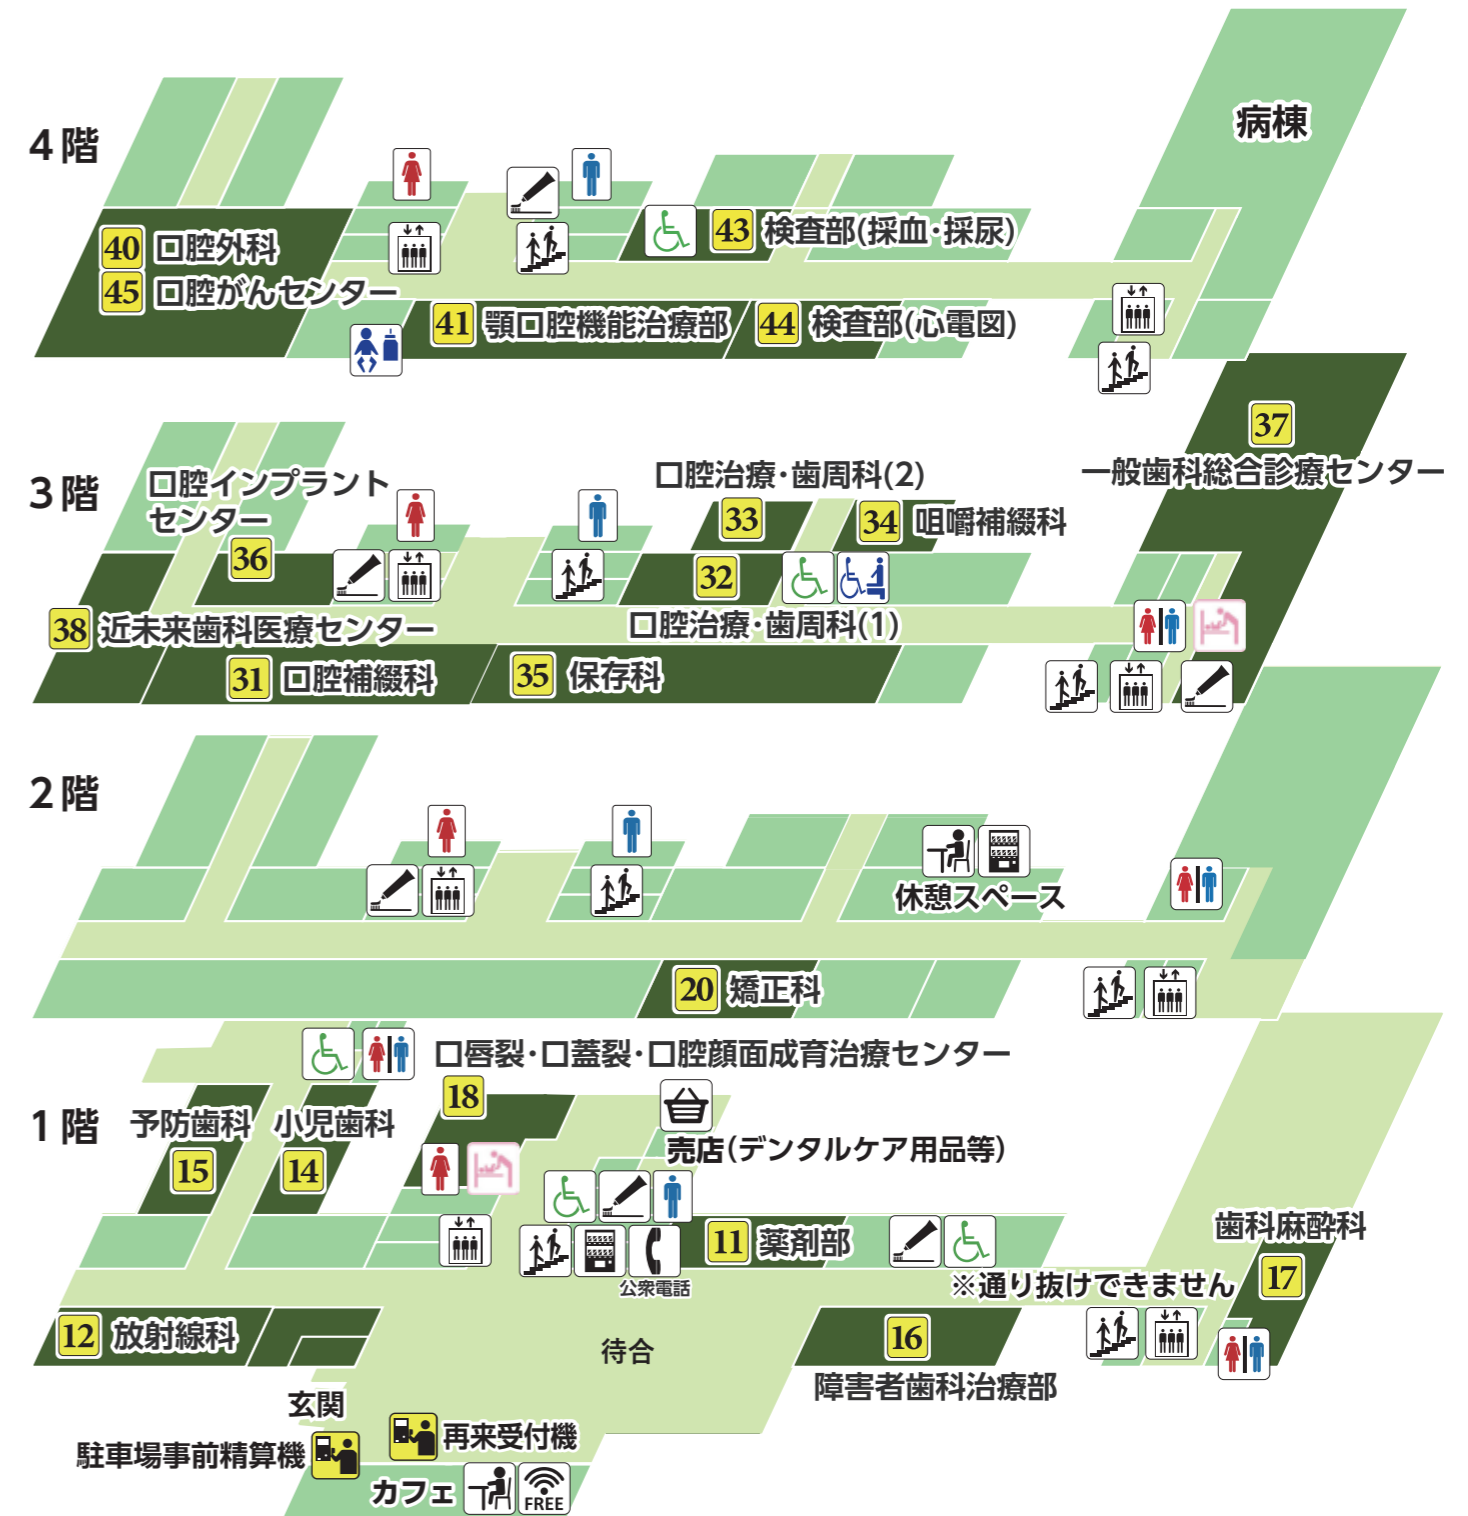 4階
病棟
40 口腔外科
45 口腔がんセンター
43 検査部(採血・採尿)
41 顎口腔機能治療部
44 検査部(心電図)
3階
口腔インプラント
センター
36
口腔治療・歯周科(2)
33
34 咀嚼補綴科
37
一般歯科総合診療センター
32
口腔治療・歯周科(1)
38 近未来歯科医療センター
31 口腔補綴科
35 保存科
2階
休憩スペース
20 矯正科
1階
口唇裂・口蓋裂・口腔顔面成育治療センター
18
予防歯科
15
小児歯科
14
売店(デンタルケア用品等)
11 薬剤部
公衆電話
歯科麻酔科
17
※通り抜けできません
12 放射線科
待合
16
障害者歯科治療部
玄関
再来受付機
駐車場事前精算機
カフェ
FREE